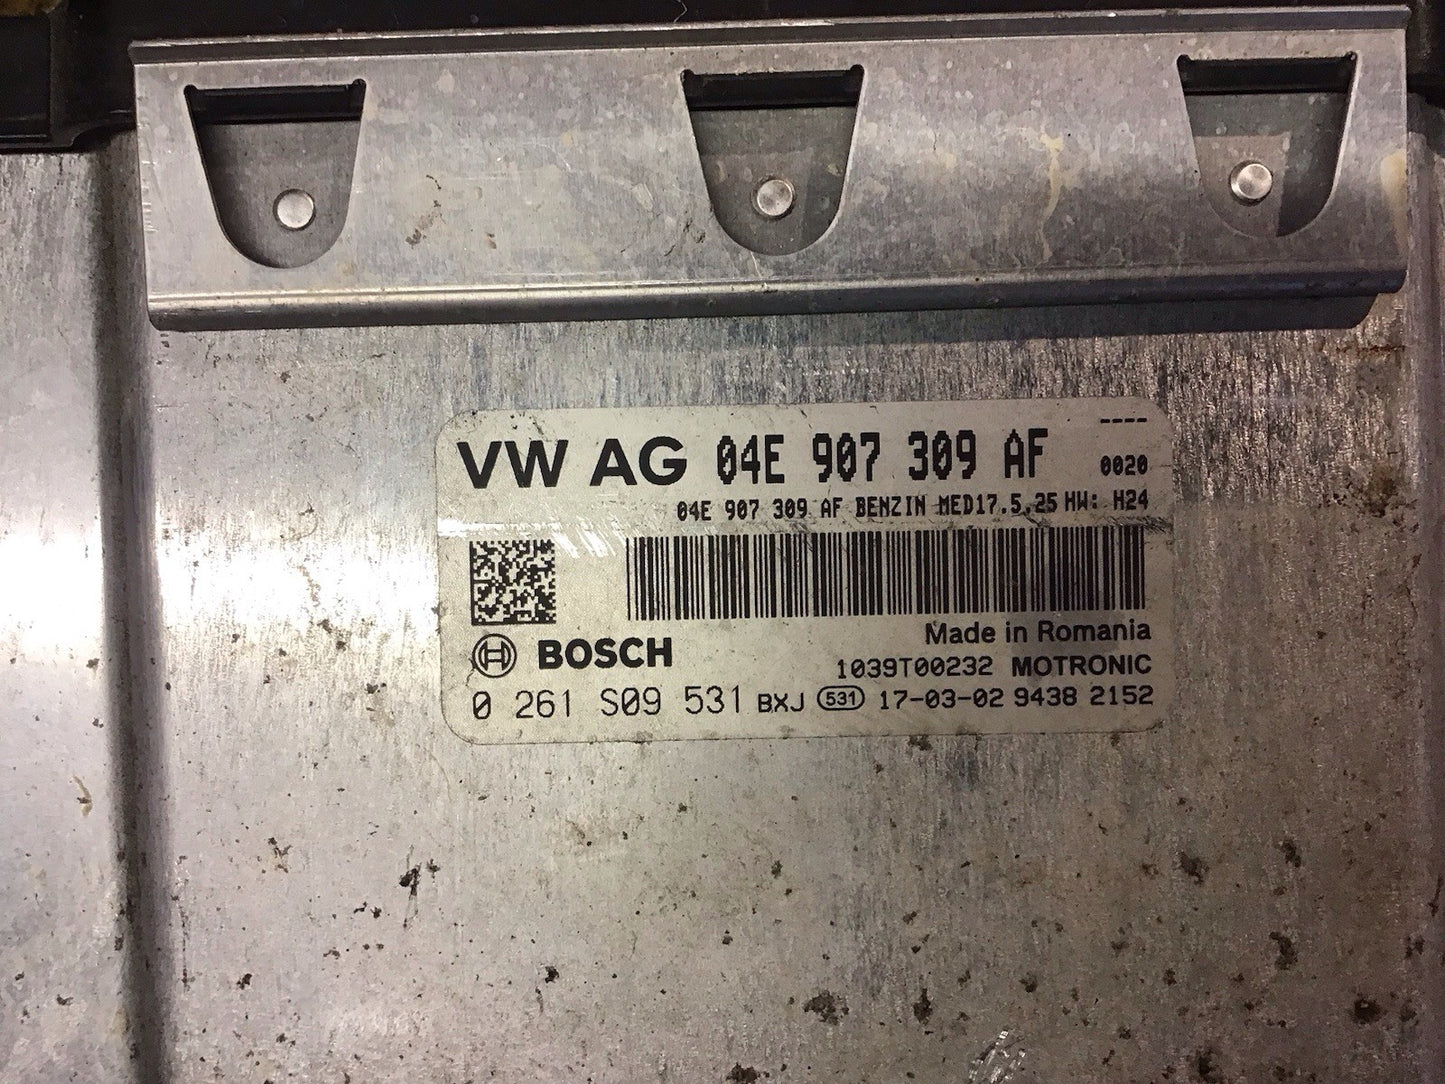 VW AG 04E 907 309 AF ----
0020
04E 907 309 AF BENZIN MED17.5.25 HW: H24
BOSCH
Made in Romania
1039T00232 MOTRONIC
0 261 S09 531 BXJ 531 17-03-02 9438 2152